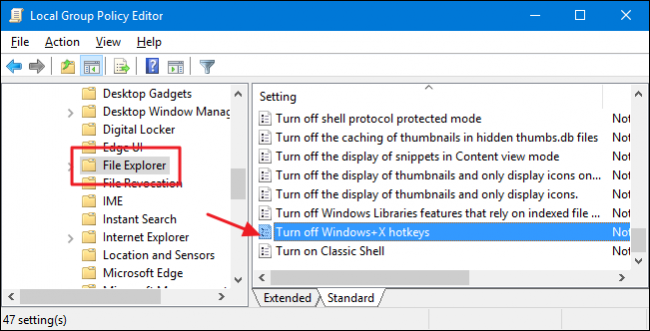 Local Group Policy Editor
File Action View Help
Desktop Gadgets
Desktop Window Manag
Digital Locker
Edge UI
File Explorer
File Revocation
IME
Instant Search
Internet Explorer
Location and Sensors
Microsoft Edge
Setting
Turn off shell protocol protected mode Not
Turn off the caching of thumbnails in hidden thumbs.db files Not
Turn off the display of snippets in Content view mode Not
Turn off the display of thumbnails and only display icons on... Not
Turn off the display of thumbnails and only display icons. Not
Turn off Windows Libraries features that rely on indexed file ... Not
Turn off Windows+X hotkeys Not
Turn on Classic Shell Not
Extended Standard
47 setting(s)